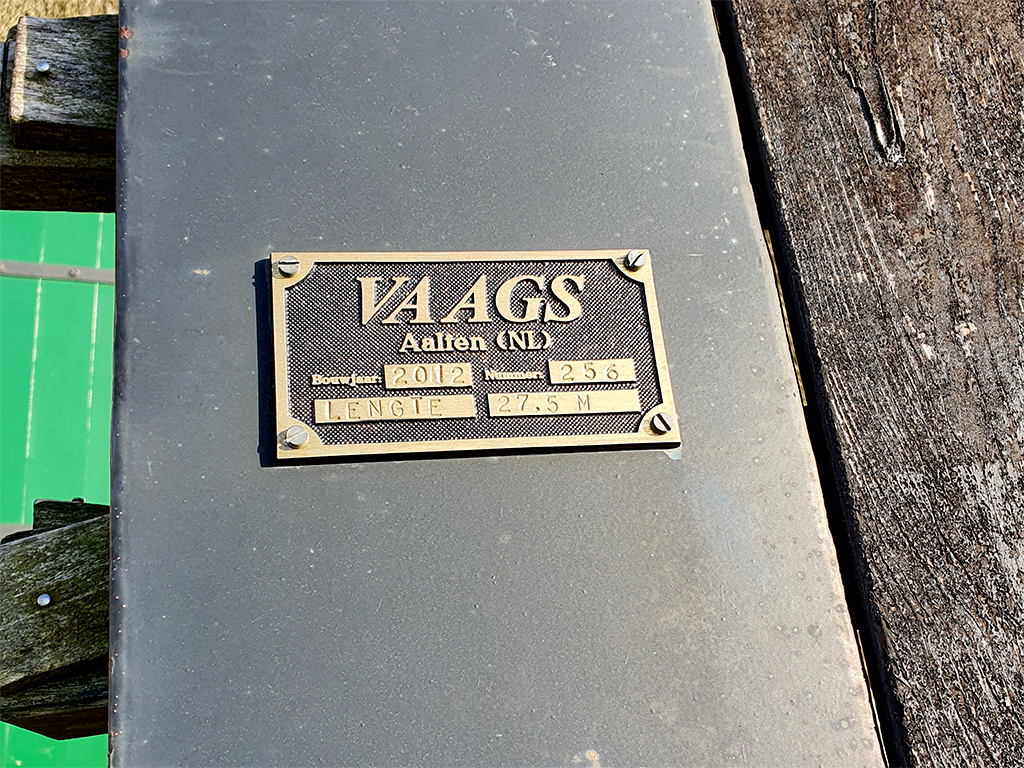 VAAGS
Aalten (NL)
Bouwjaar: 2012 Nummer: 256
LENGTE 27.5 M